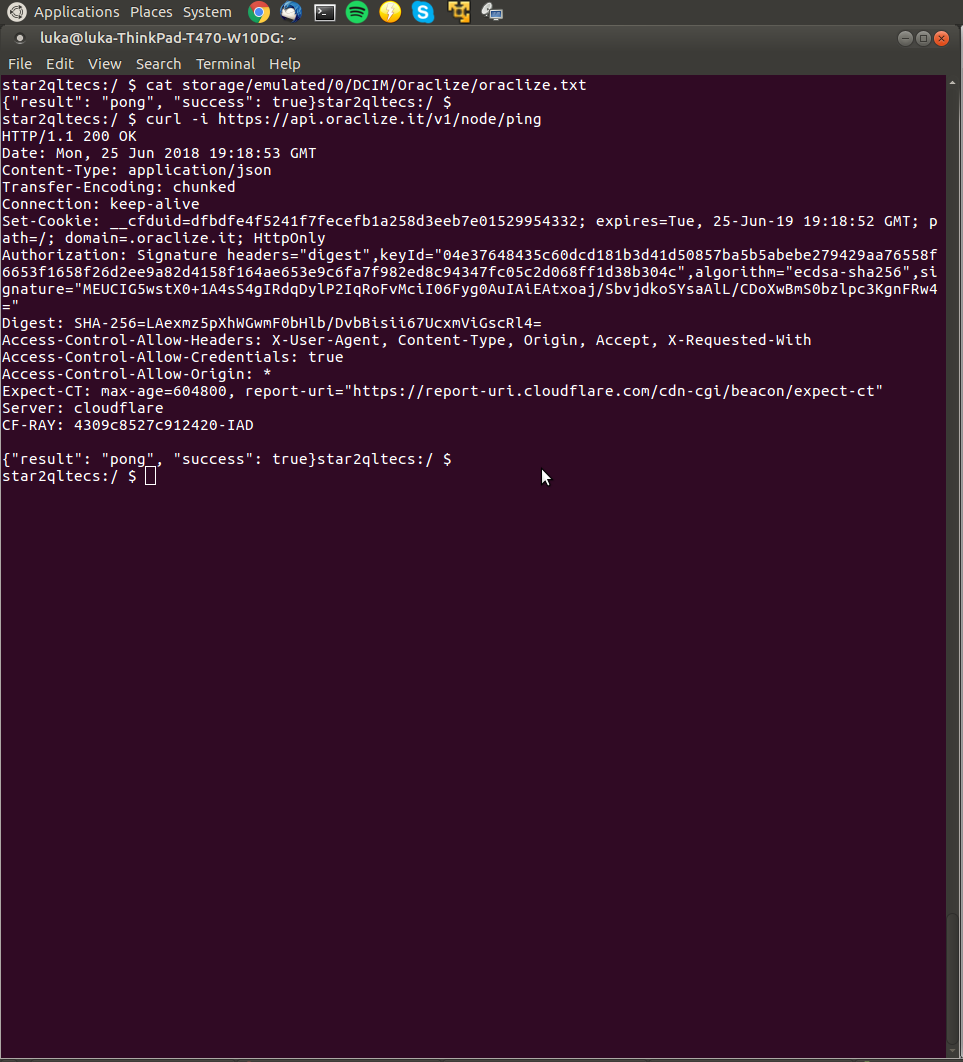 Applications Places System
luka@luka-ThinkPad-T470-W10DG: ~
File Edit View Search Terminal Help
star2qltecs:/ $ cat storage/emulated/0/DCIM/Oraclize/oraclize.txt
{"result": "pong", "success": true}star2qltecs:/ $
star2qltecs:/ $ curl -i https://api.oraclize.it/v1/node/ping
HTTP/1.1 200 OK
Date: Mon, 25 Jun 2018 19:18:53 GMT
Content-Type: application/json
Transfer-Encoding: chunked
Connection: keep-alive
Set-Cookie: __cfduid=dfbdfe4f5241f7fecefb1a258d3eeb7e01529954332; expires=Tue, 25-Jun-19 19:18:52 GMT; p
ath=/; domain=.oraclize.it; HttpOnly
Authorization: Signature headers="digest",keyId="04e37648435c60dcd181b3d41d50857ba5b5abebe279429aa76558f
6653f1658f26d2ee9a82d4158f164ae653e9c6fa7f982ed8c94347fc05c2d068ff1d38b304c",algorithm="ecdsa-sha256",si
gnature="MEUCIG5wstX0+1A4sS4gIRdqDylP2IqRoFvMciI06Fyg0AuIAiEAtxoaj/SbvjdkoSYsaAlL/CDoXwBmS0bzlpc3KgnFRw4
="
Digest: SHA-256=LAexmz5pXhWGwmF0bHlb/DvbBisii67UcxmViGscRl4=
Access-Control-Allow-Headers: X-User-Agent, Content-Type, Origin, Accept, X-Requested-With
Access-Control-Allow-Credentials: true
Access-Control-Allow-Origin: *
Expect-CT: max-age=604800, report-uri="https://report-uri.cloudflare.com/cdn-cgi/beacon/expect-ct"
Server: cloudflare
CF-RAY: 4309c8527c912420-IAD
{"result": "pong", "success": true}star2qltecs:/ $
star2qltecs:/ $